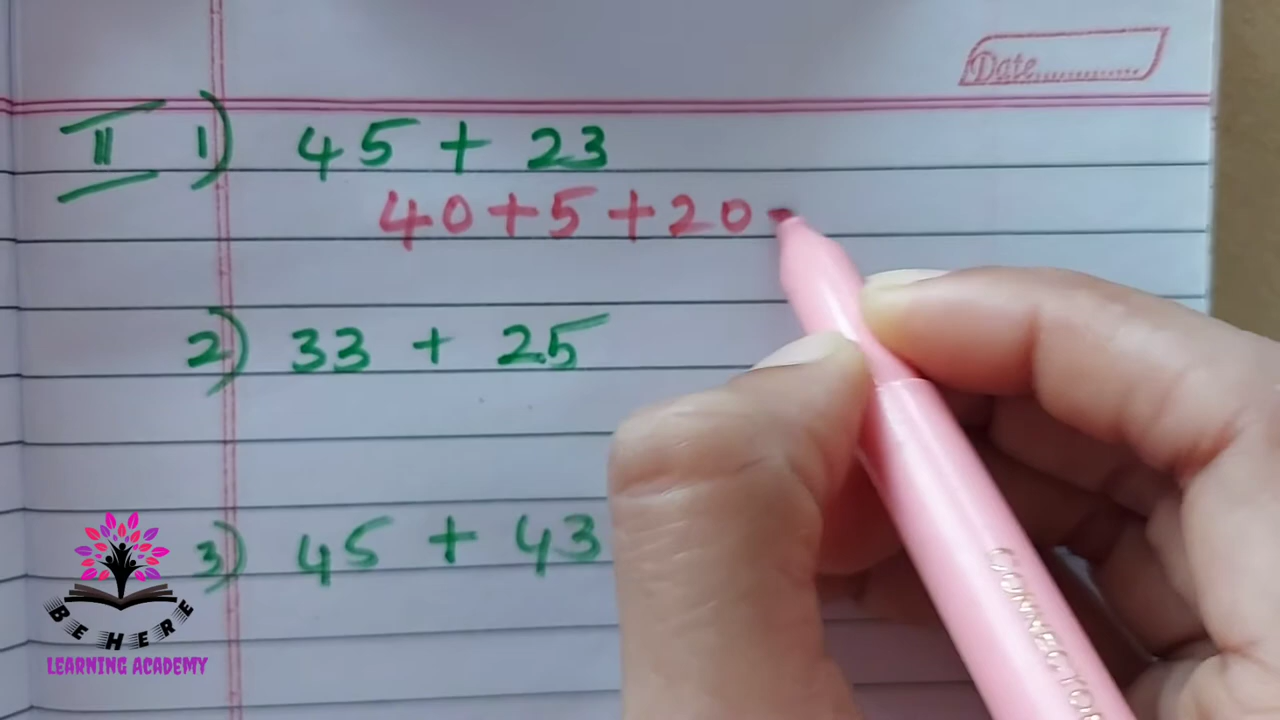 Date
II 1) 45 + 23
40 + 5 + 20
2) 33 + 25
3) 45 + 43
BE HERE
LEARNING ACADEMY
CONNECTOR